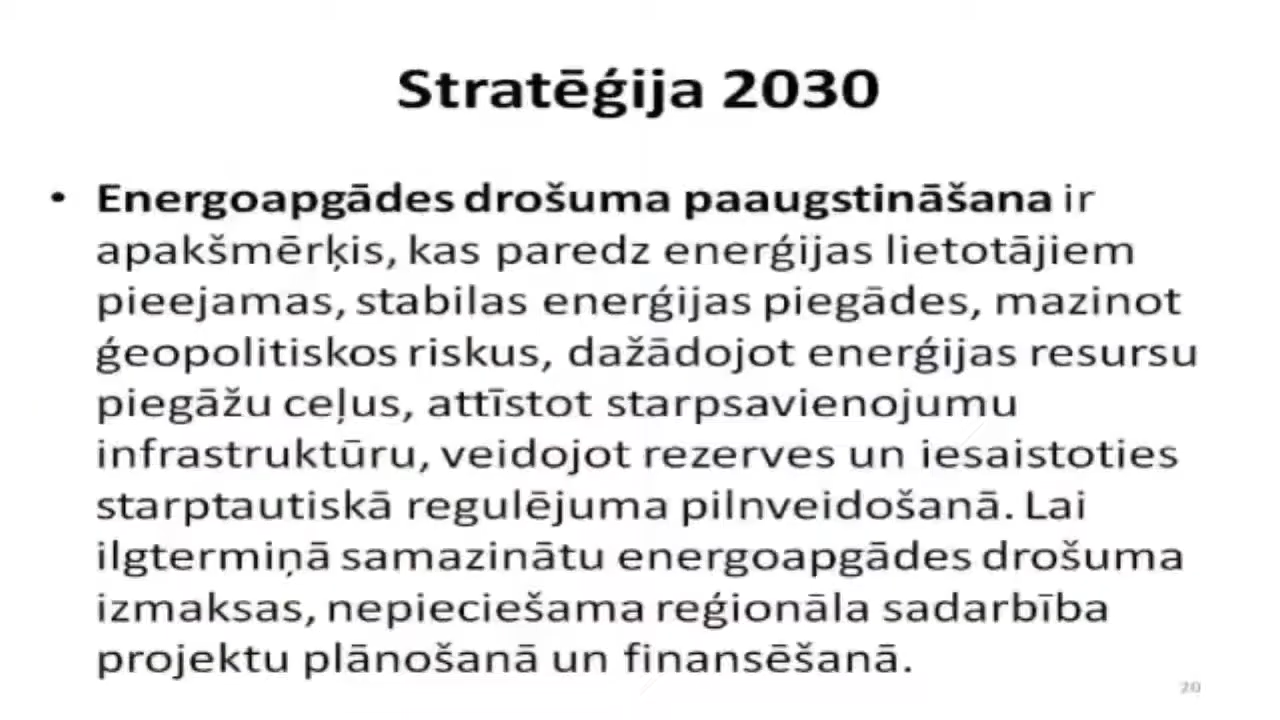 Stratēģija 2030
• Energoapgādes drošuma paaugstināšana ir
apakšmērķis, kas paredz enerģijas lietotājiem
pieejamas, stabilas enerģijas piegādes, mazinot
ģeopolitiskos riskus, dažādojot enerģijas resursu
piegāžu ceļus, attīstot starpsavienojumu
infrastruktūru, veidojot rezerves un iesaistoties
starptautiskā regulējuma pilnveidošanā. Lai
ilgtermiņā samazinātu energoapgādes drošuma
izmaksas, nepieciešama reģionāla sadarbība
projektu plānošanā un finansēšanā.
20